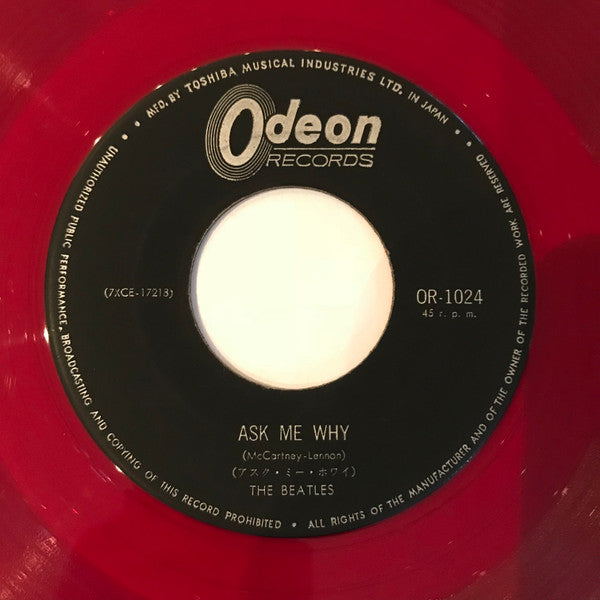 • MFD. BY TOSHIBA MUSICAL INDUSTRIES LTD. IN JAPAN •
Odeon
RECORDS
(7XCE-17213)
OR-1024
45 r. p. m.
ASK ME WHY
(McCartney-Lennon)
(アスク・ミー・ホワイ)
THE BEATLES
UNAUTHORIZED PUBLIC PERFORMANCE, BROADCASTING AND COPYING OF THIS RECORD PROHIBITED • ALL RIGHTS OF THE MANUFACTURER AND OF THE OWNER OF THE RECORDED WORK ARE RESERVED